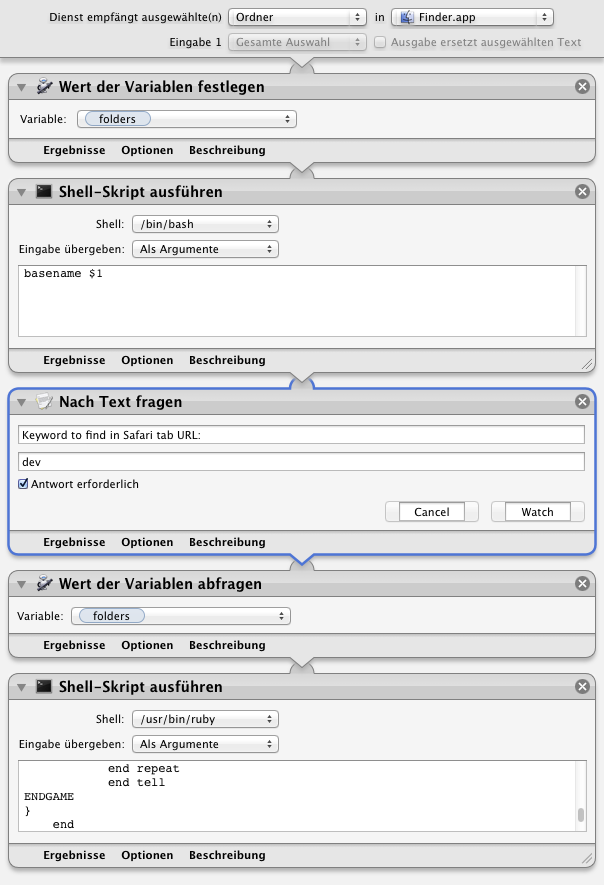 Dienst empfängt ausgewählte(n) Ordner in Finder.app
Eingabe 1 Gesamte Auswahl Ausgabe ersetzt ausgewählten Text
Wert der Variablen festlegen
Variable: folders
Ergebnisse Optionen Beschreibung
Shell-Skript ausführen
Shell: /bin/bash
Eingabe übergeben: Als Argumente
basename $1
Ergebnisse Optionen Beschreibung
Nach Text fragen
Keyword to find in Safari tab URL:
dev
Antwort erforderlich
Cancel Watch
Ergebnisse Optionen Beschreibung
Wert der Variablen abfragen
Variable: folders
Ergebnisse Optionen Beschreibung
Shell-Skript ausführen
Shell: /usr/bin/ruby
Eingabe übergeben: Als Argumente
end repeat
end tell
ENDGAME
}
end
Ergebnisse Optionen Beschreibung